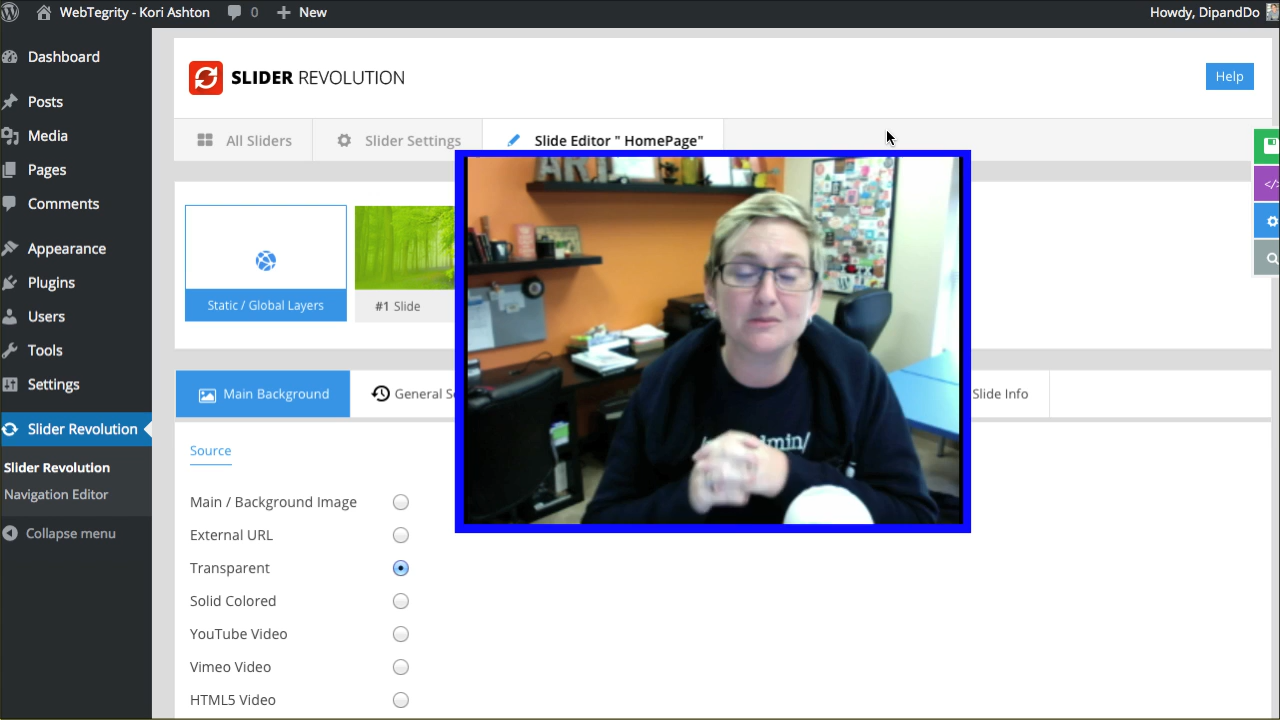 WebTegrity - Kori Ashton 0 New Howdy, DipandDo
Dashboard
Posts
Media
Pages
Comments
Appearance
Plugins
Users
Tools
Settings
Slider Revolution
Slider Revolution
Navigation Editor
Collapse menu
SLIDER REVOLUTION
Help
All Sliders
Slider Settings
Slide Editor " HomePage"
Static / Global Layers
#1 Slide
Main Background
General Se
Slide Info
Source
Main / Background Image
External URL
Transparent
Solid Colored
YouTube Video
Vimeo Video
HTML5 Video